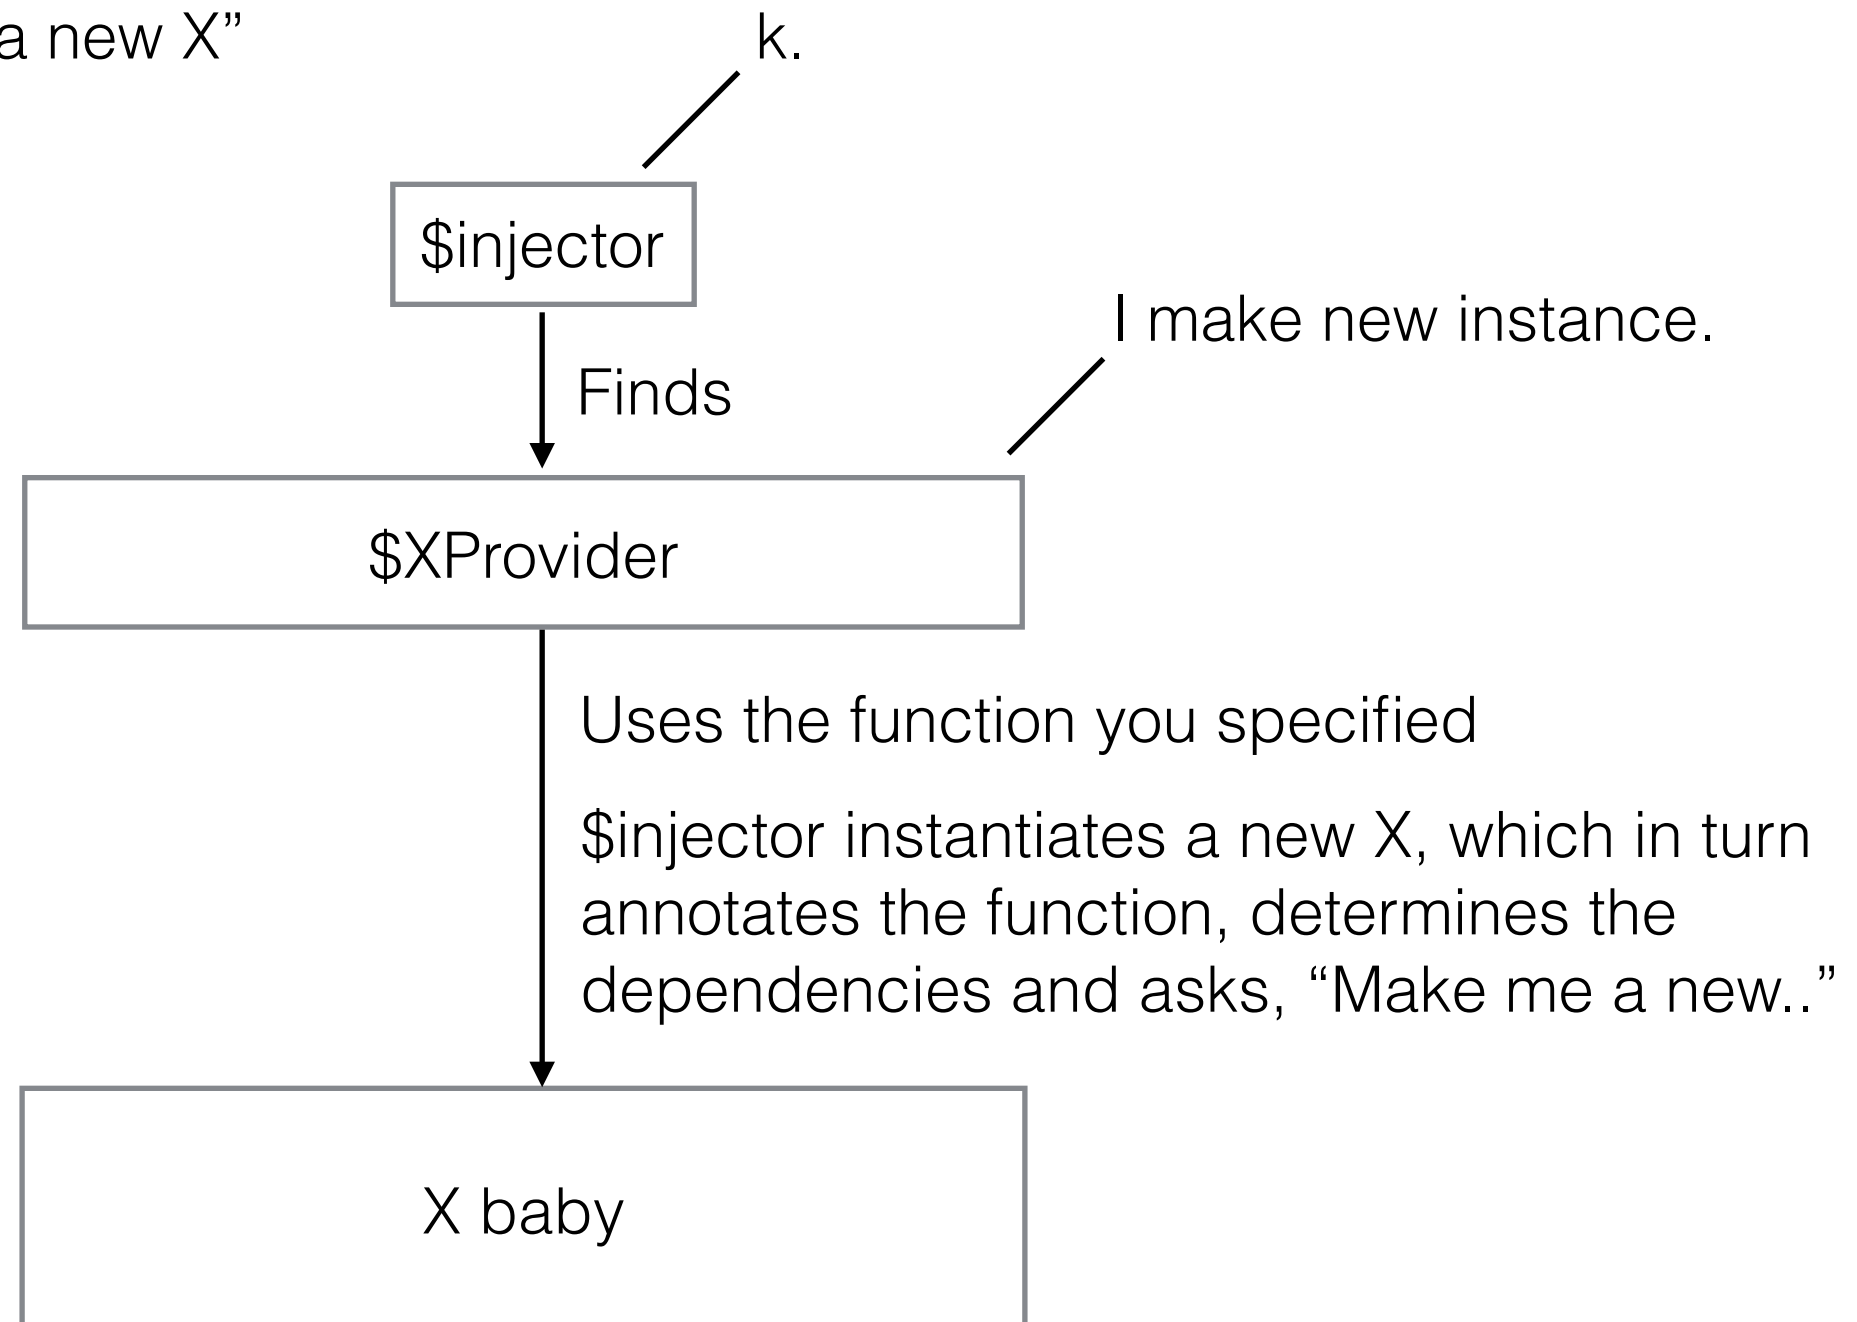 a new X”
k.
$injector
I make new instance.
Finds
$XProvider
Uses the function you specified
$injector instantiates a new X, which in turn
annotates the function, determines the
dependencies and asks, “Make me a new..”
X baby